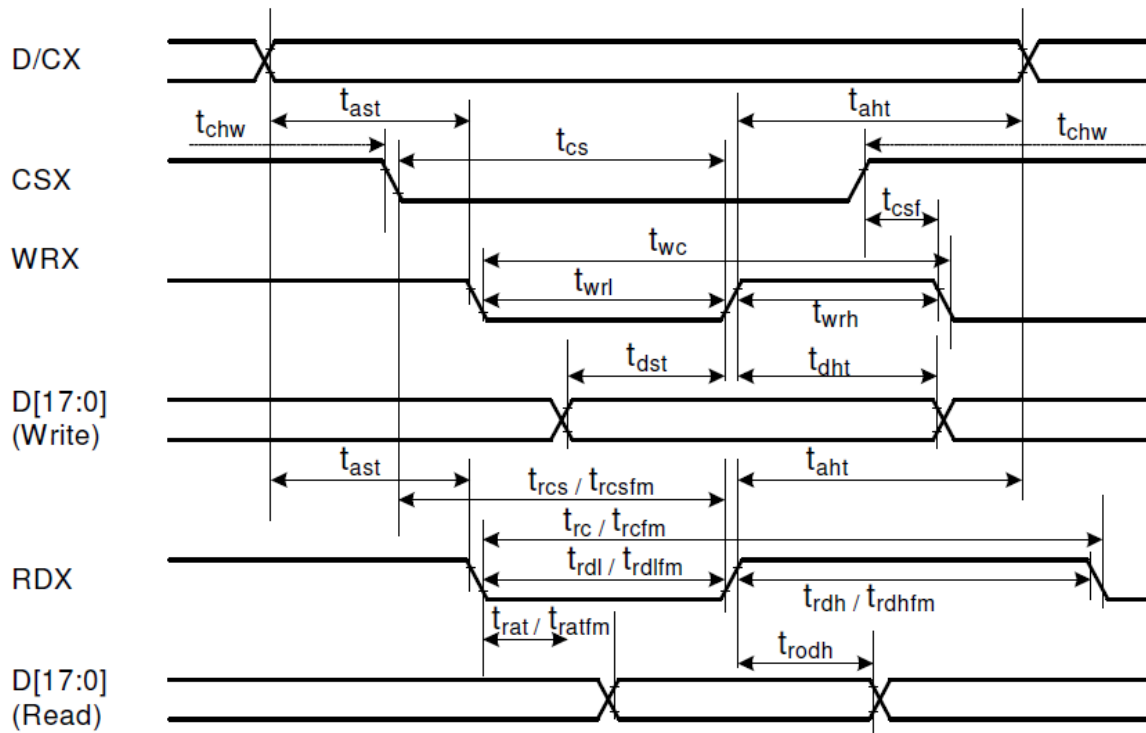 D/CX
t_ast
t_aht
t_chw
t_cs
t_chw
CSX
t_csf
WRX
t_wc
t_wrl
t_wrh
t_dst
t_dht
D[17:0]
(Write)
t_ast
t_aht
t_rcs / t_rcsfm
t_rc / t_rcfm
RDX
t_rdl / t_rdlfm
t_rdh / t_rdhfm
t_rat / t_ratfm
t_rodh
D[17:0]
(Read)